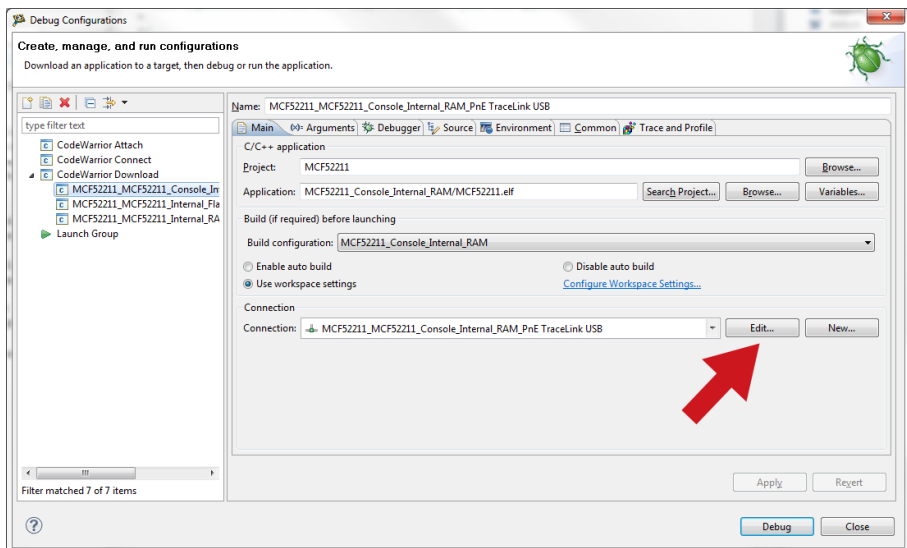 Debug Configurations
Create, manage, and run configurations
Download an application to a target, then debug or run the application.
type filter text
CodeWarrior Attach
CodeWarrior Connect
CodeWarrior Download
MCF52211_MCF52211_Console_In
MCF52211_MCF52211_Internal_Fla
MCF52211_MCF52211_Internal_RA
Launch Group
Filter matched 7 of 7 items
Name: MCF52211_MCF52211_Console_Internal_RAM_PnE TraceLink USB
Main Arguments Debugger Source Environment Common Trace and Profile
C/C++ application
Project: MCF52211 Browse...
Application: MCF52211_Console_Internal_RAM/MCF52211.elf Search Project... Browse... Variables...
Build (if required) before launching
Build configuration: MCF52211_Console_Internal_RAM
Enable auto build Disable auto build
Use workspace settings Configure Workspace Settings...
Connection
Connection: MCF52211_MCF52211_Console_Internal_RAM_PnE TraceLink USB Edit... New...
Apply Revert
Debug Close